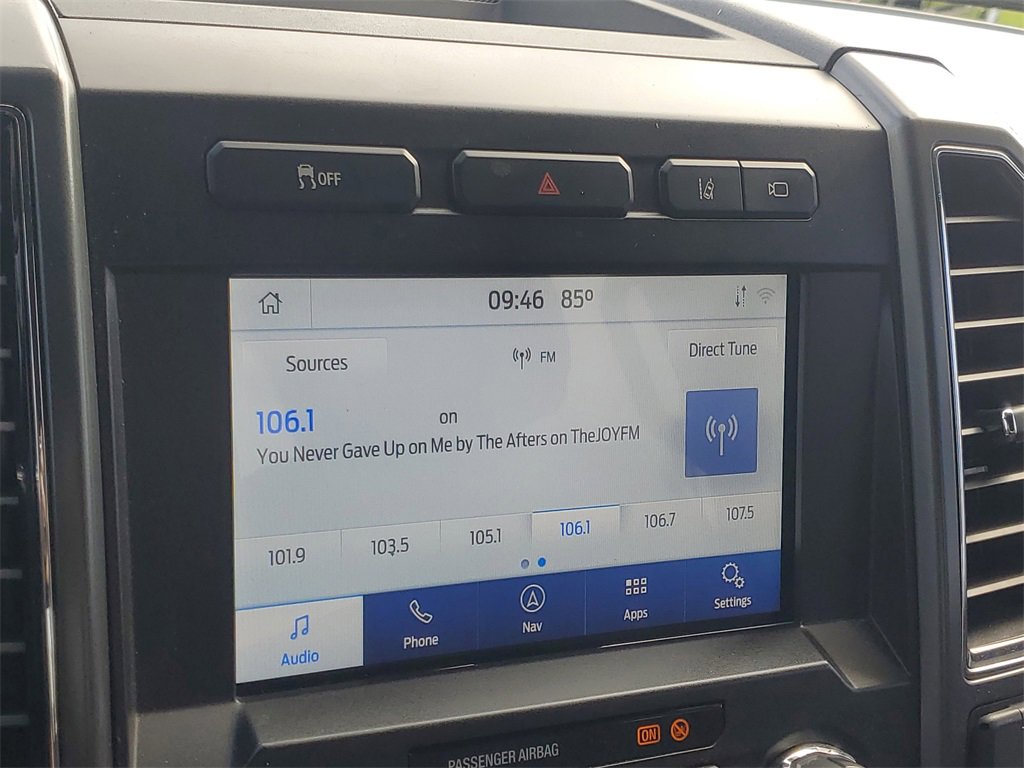 OFF
09:46 85º
Sources
FM
Direct Tune
106.1
on
You Never Gave Up on Me by The Afters on TheJOYFM
101.9 103.5 105.1 106.1 106.7 107.5
Audio Phone Nav Apps Settings
PASSENGER AIRBAG
ON